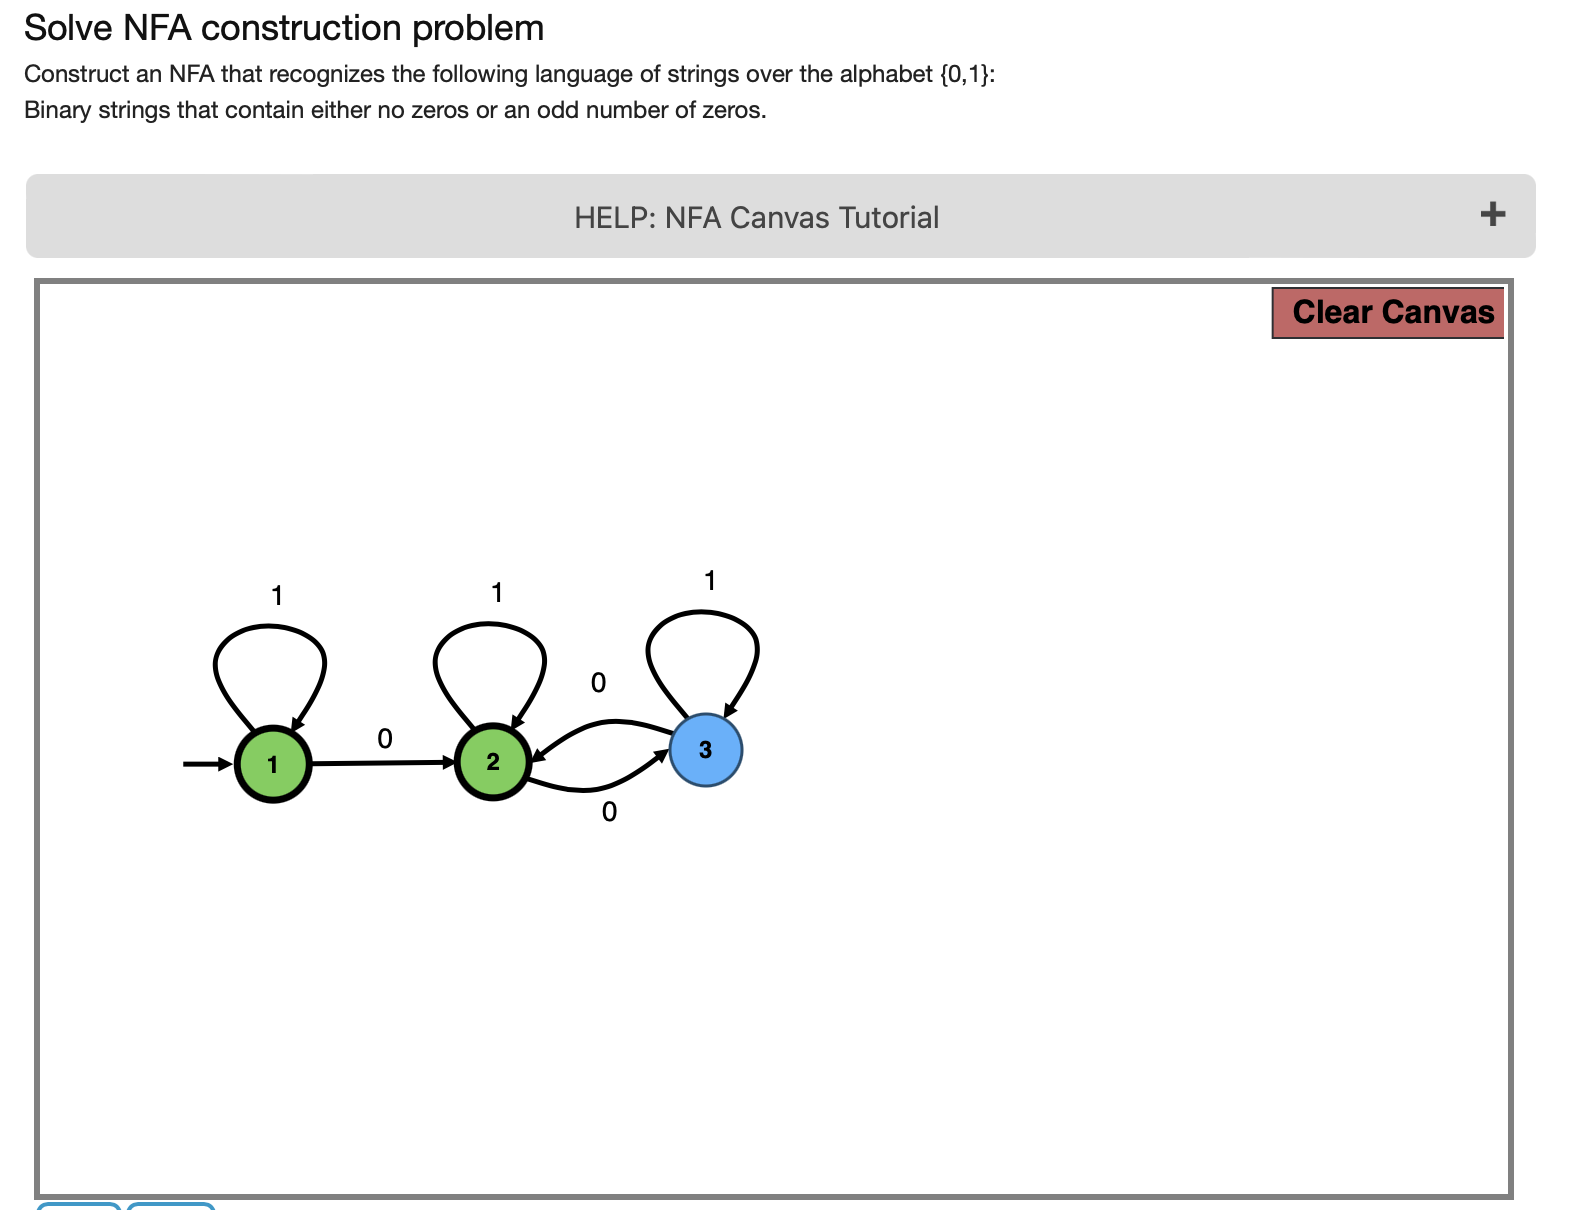 Solve NFA construction problem
Construct an NFA that recognizes the following language of strings over the alphabet {0,1}:
Binary strings that contain either no zeros or an odd number of zeros.
HELP: NFA Canvas Tutorial +
Clear Canvas
1
1
1
0
0
1
2
3
0